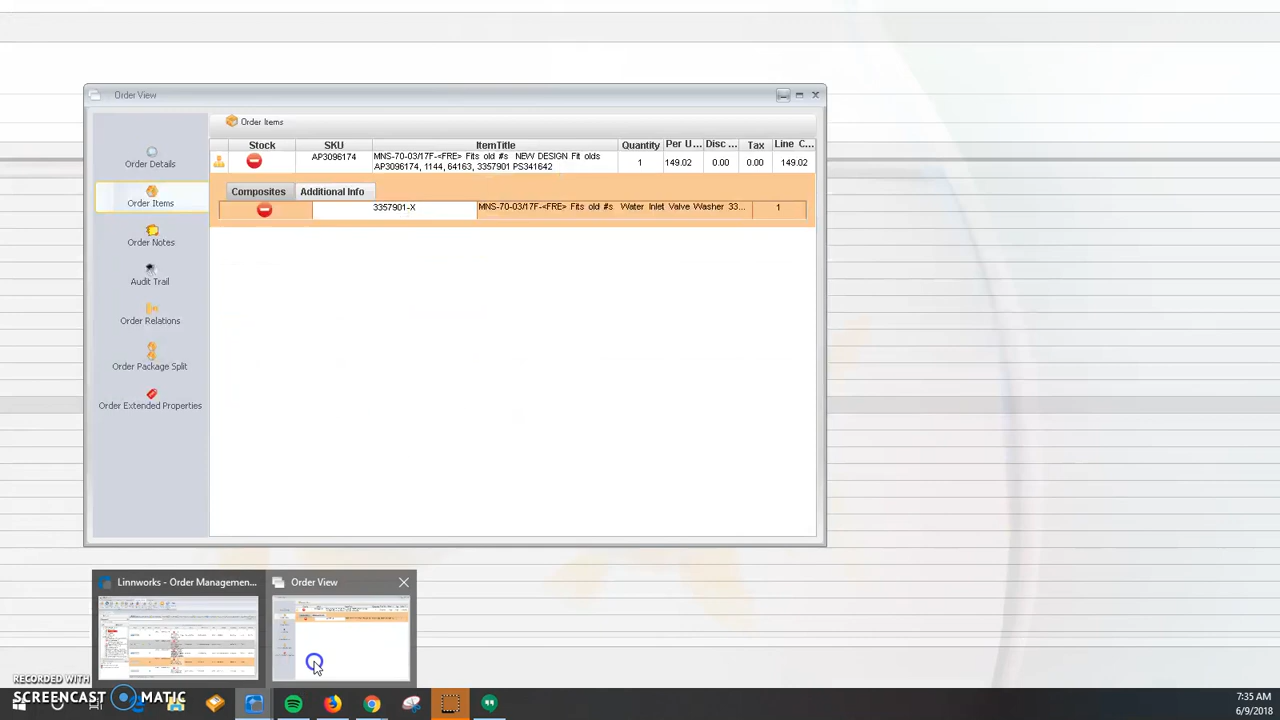 Order View
Order Items
Stock SKU ItemTitle Quantity Per U... Disc ... Tax Line C...
AP3096174 MNS-70-03/17F-<FRE> Fits old #s NEW DESIGN Fit olds 1 149.02 0.00 0.00 149.02
AP3096174, 1144, 64163, 3357901 PS341642
Composites Additional Info
3357901-X MNS-70-03/17F-<FRE> Fits old #s Water Inlet Valve Washer 33... 1
Order Details
Order Items
Order Notes
Audit Trail
Order Relations
Order Package Split
Order Extended Properties
Linnworks - Order Managemen...
Order View
RECORDED WITH
SCREENCAST MATIC
7:35 AM
6/9/2018